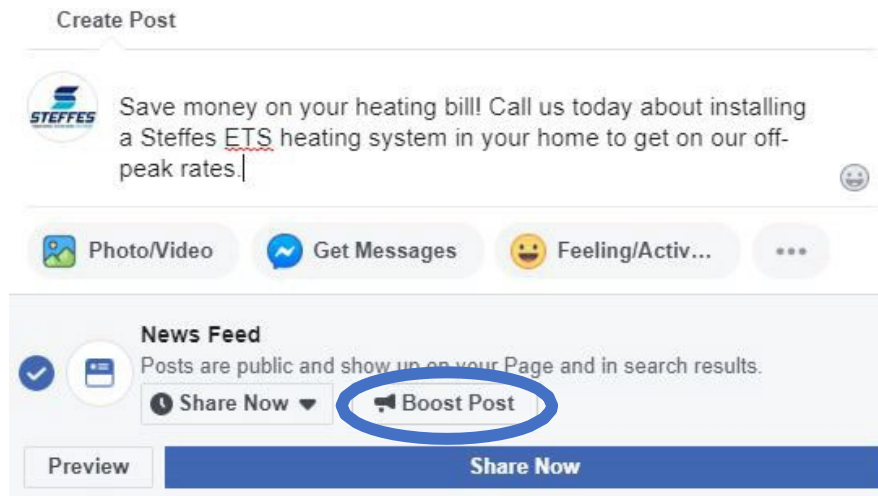 Create Post
STEFFES
Save money on your heating bill! Call us today about installing
a Steffes ETS heating system in your home to get on our off-
peak rates.
Photo/Video
Get Messages
Feeling/Activ...
News Feed
Posts are public and show up on your Page and in search results.
Share Now
Boost Post
Preview
Share Now